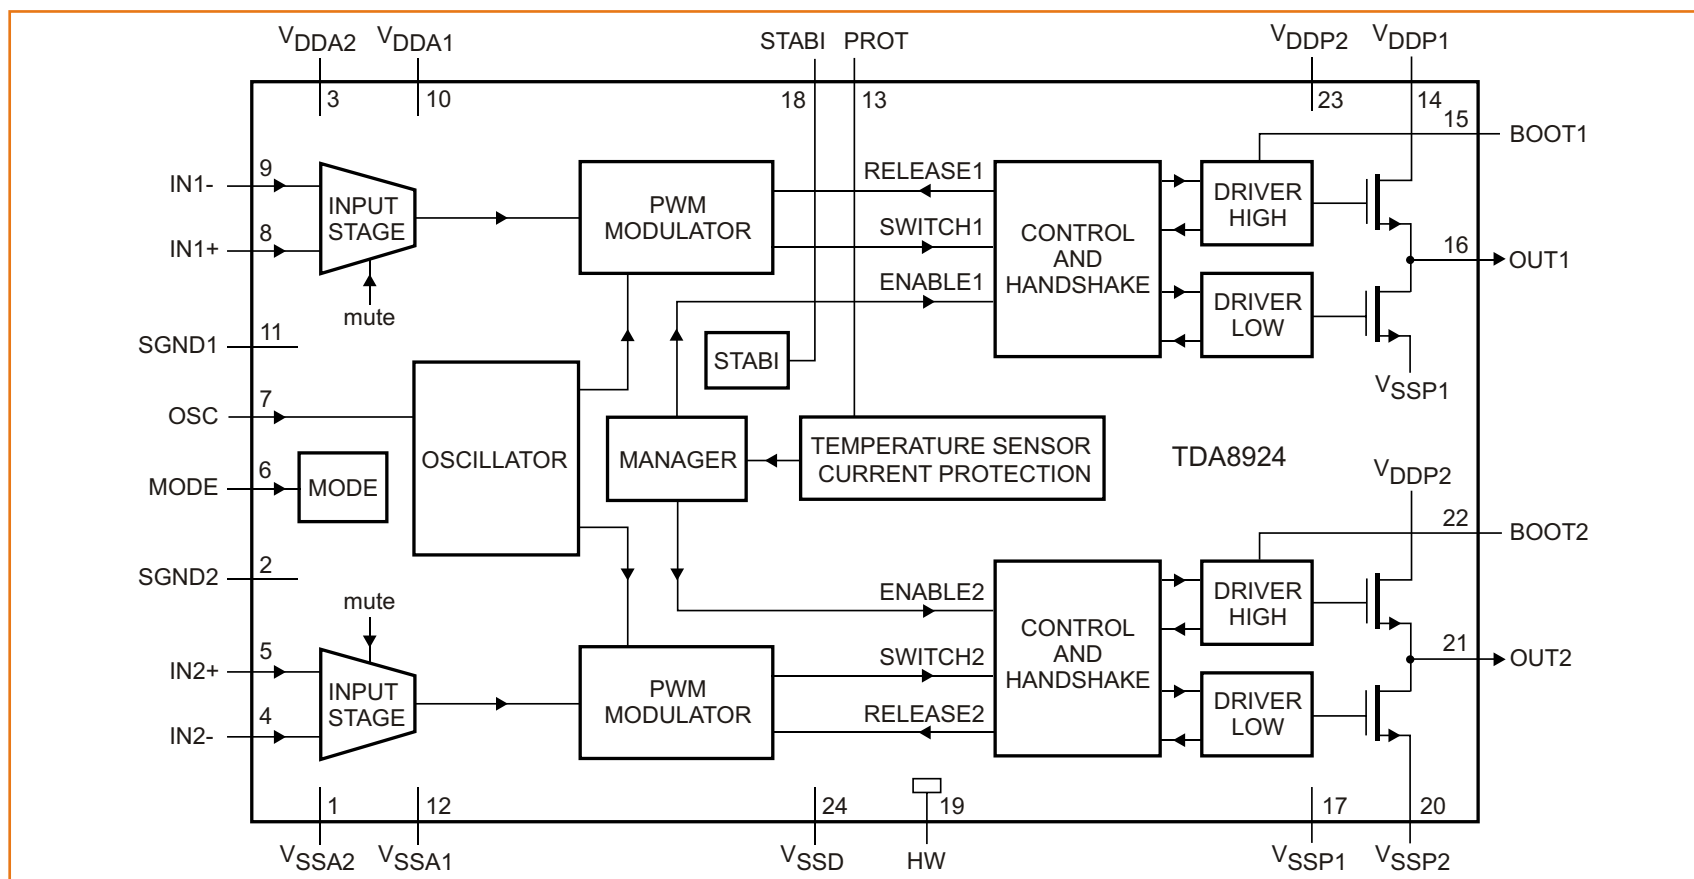 VDDA2 VDDA1 STABI PROT VDDP2 VDDP1
3 10 18 13 23 14
15 BOOT1
IN1- 9
IN1+ 8
INPUT
STAGE
mute
PWM
MODULATOR
RELEASE1
SWITCH1
ENABLE1
CONTROL
AND
HANDSHAKE
DRIVER
HIGH
DRIVER
LOW
16 OUT1
VSSP1
SGND1 11
OSC 7
MODE 6
MODE
SGND2 2
OSCILLATOR
STABI
MANAGER
TEMPERATURE SENSOR
CURRENT PROTECTION
TDA8924
VDDP2
22 BOOT2
mute
IN2+ 5
IN2- 4
INPUT
STAGE
PWM
MODULATOR
ENABLE2
SWITCH2
RELEASE2
CONTROL
AND
HANDSHAKE
DRIVER
HIGH
DRIVER
LOW
21 OUT2
1 12 24 19 17 20
VSSA2 VSSA1 VSSD HW VSSP1 VSSP2